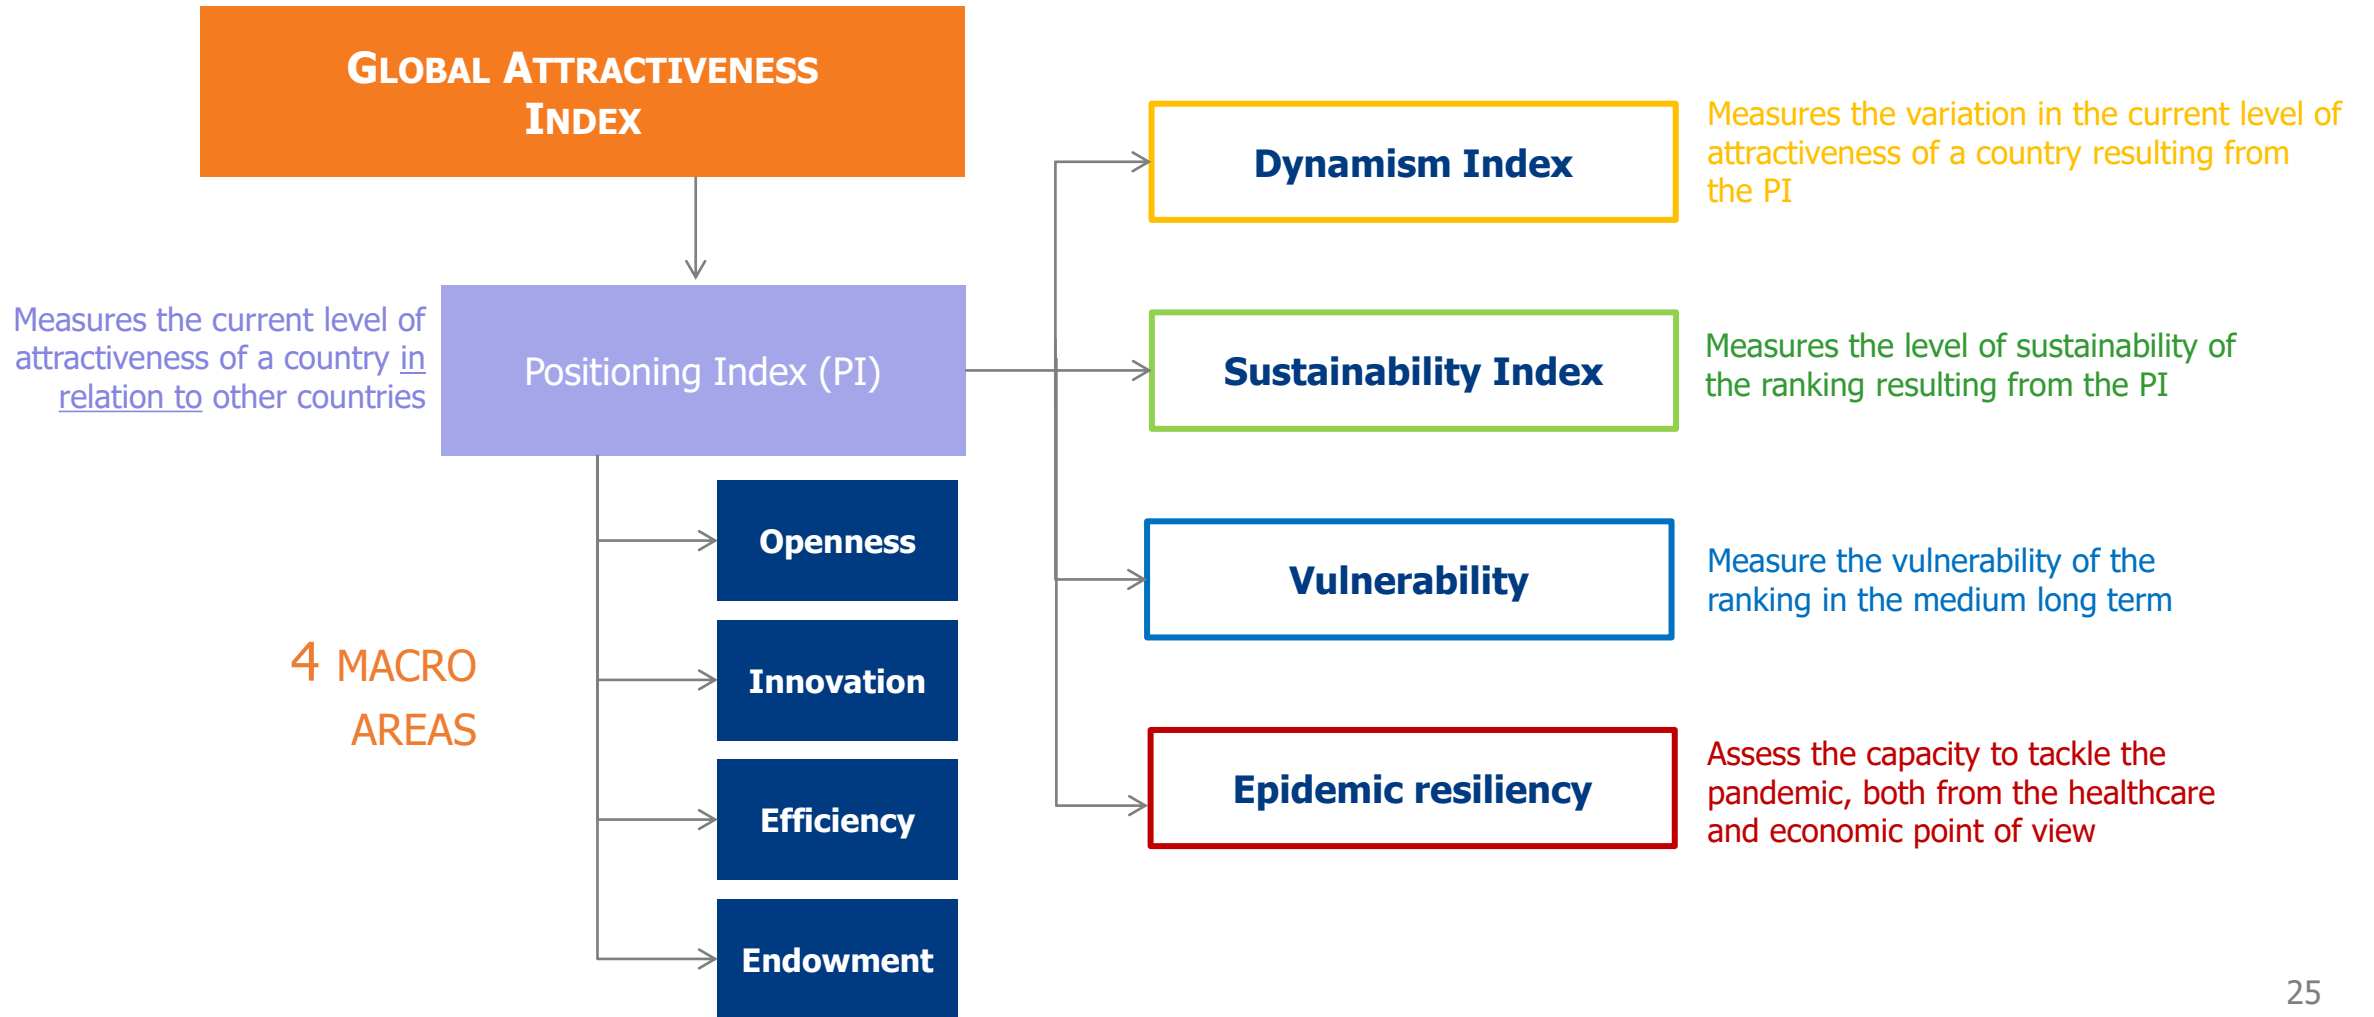 GLOBAL ATTRACTIVENESS
INDEX
Measures the current level of
attractiveness of a country in
relation to other countries
Positioning Index (PI)
4 MACRO
AREAS
Openness
Innovation
Efficiency
Endowment
Dynamism Index
Measures the variation in the current level of
attractiveness of a country resulting from
the PI
Sustainability Index
Measures the level of sustainability of
the ranking resulting from the PI
Vulnerability
Measure the vulnerability of the
ranking in the medium long term
Epidemic resiliency
Assess the capacity to tackle the
pandemic, both from the healthcare
and economic point of view
25